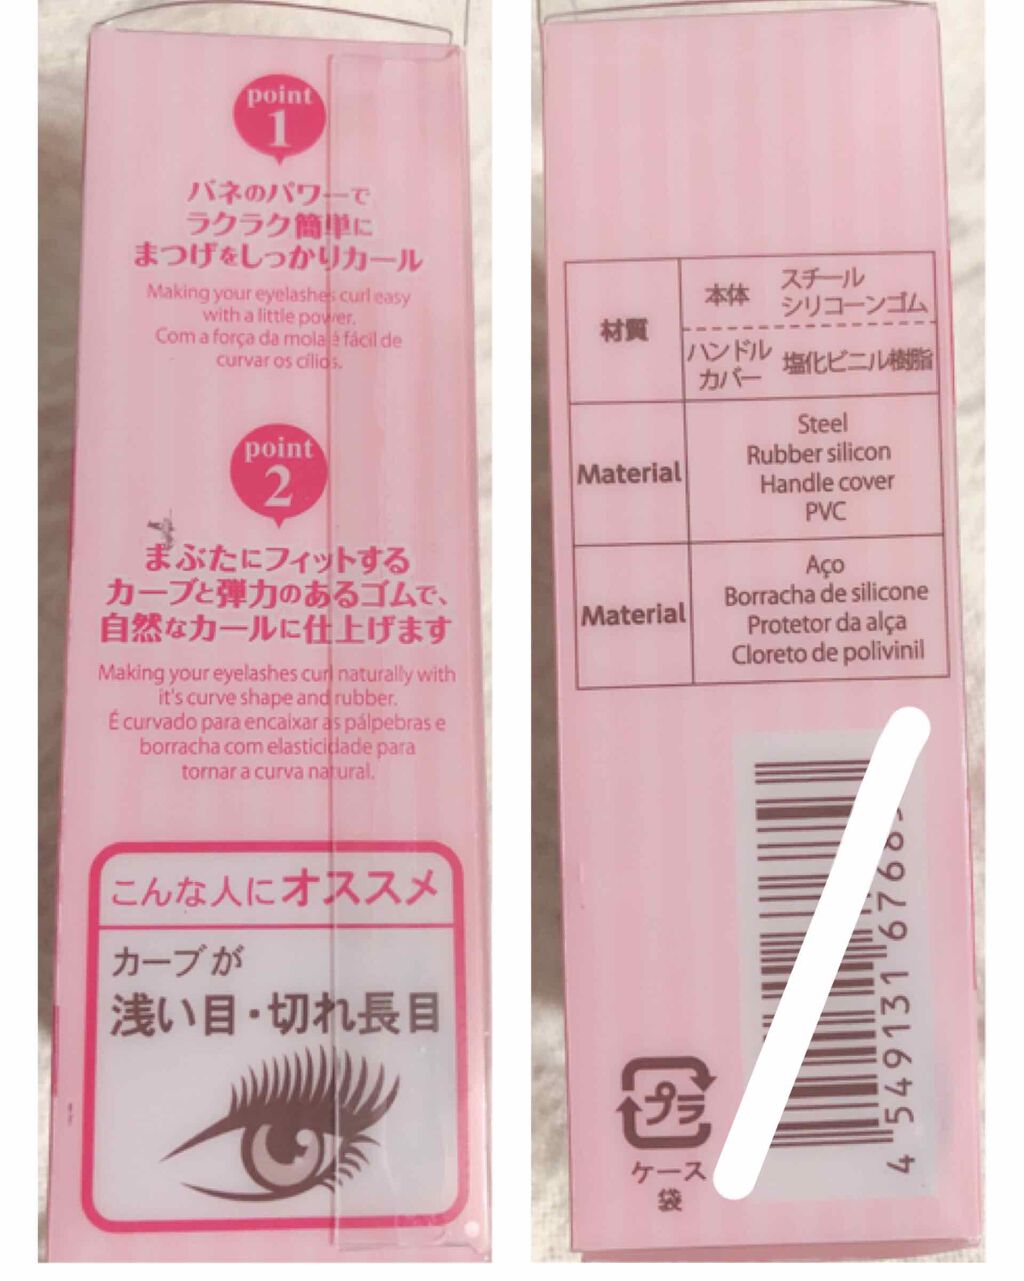 point
1
バネのパワーで
ラクラク簡単に
まつげをしっかりカール
Making your eyelashes curl easy
with a little power.
Com a força da mola é fácil de
curvar os cílios.
point
2
まぶたにフィットする
カーブと弾力のあるゴムで、
自然なカールに仕上げます
Making your eyelashes curl naturally with
it's curve shape and rubber.
É curvado para encaixar as pálpebras e
borracha com elasticidade para
tornar a curva natural.
こんな人にオススメ
カーブが
浅い目・切れ長目
材質
本体 スチール
シリコーンゴム
ハンドル
カバー 塩化ビニル樹脂
Material
Steel
Rubber silicon
Handle cover
PVC
Material
Aço
Borracha de silicone
Protetor da alça
Cloreto de polivinil
プラ
ケース
袋
4 549131 67685